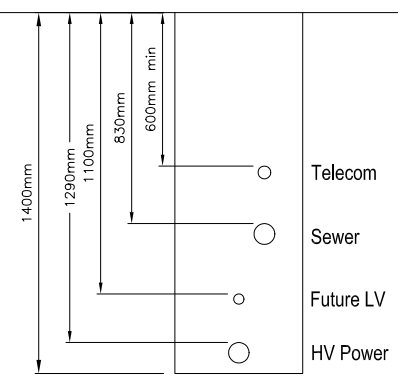 1400mm
1290mm
1100mm
830mm
600mm min
Telecom
Sewer
Future LV
HV Power